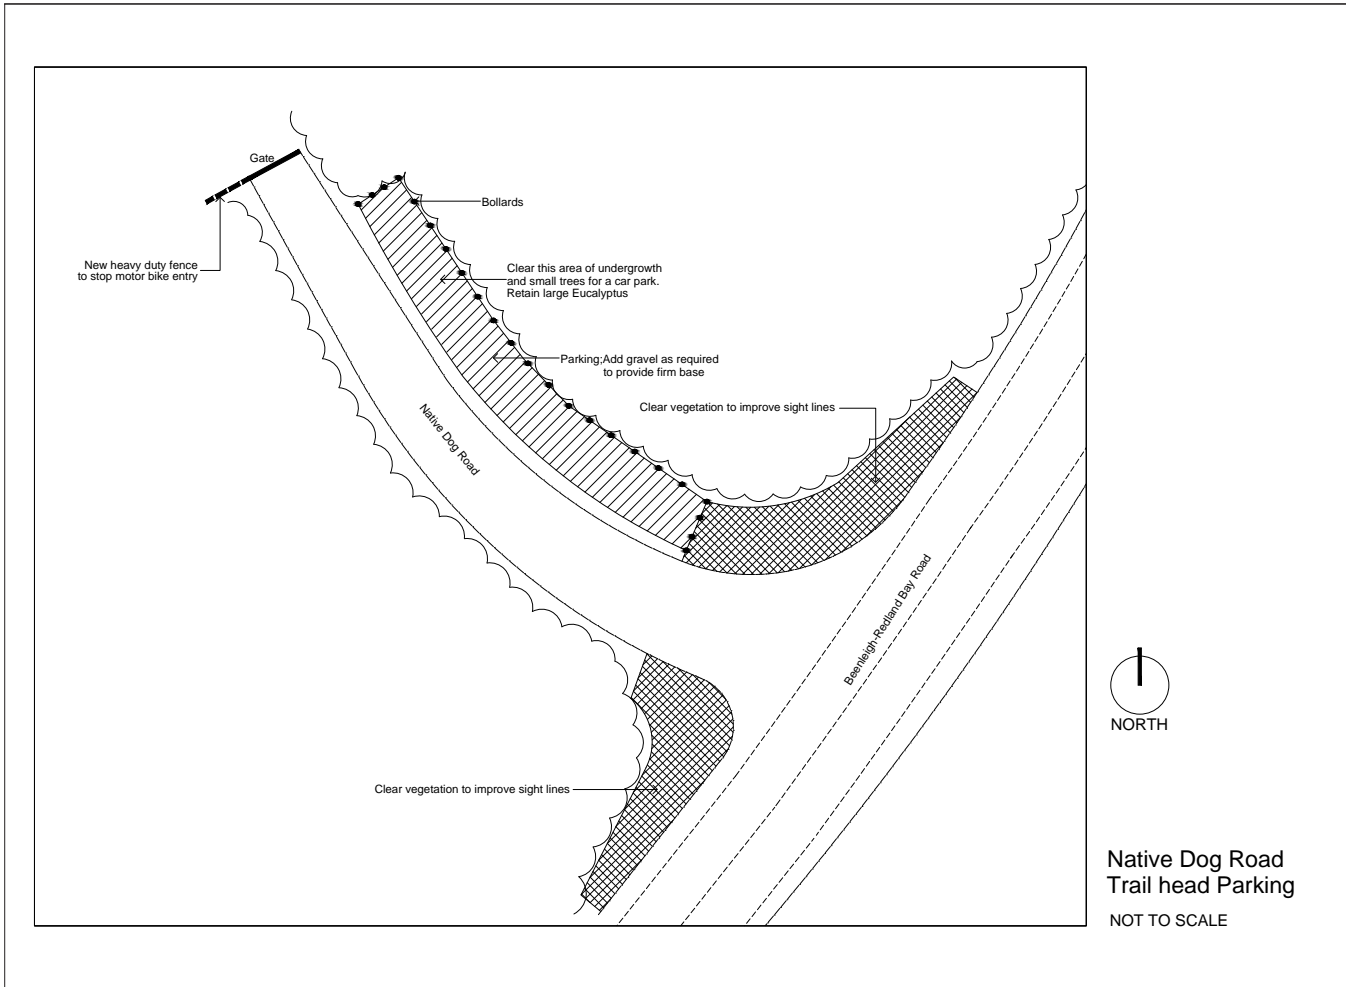 Gate
Bollards
New heavy duty fence
to stop motor bike entry
Clear this area of undergrowth
and small trees for a car park.
Retain large Eucalyptus
Parking;Add gravel as required
to provide firm base
Clear vegetation to improve sight lines
Native Dog Road
Beenleigh-Redland Bay Road
NORTH
Clear vegetation to improve sight lines
Native Dog Road
Trail head Parking
NOT TO SCALE